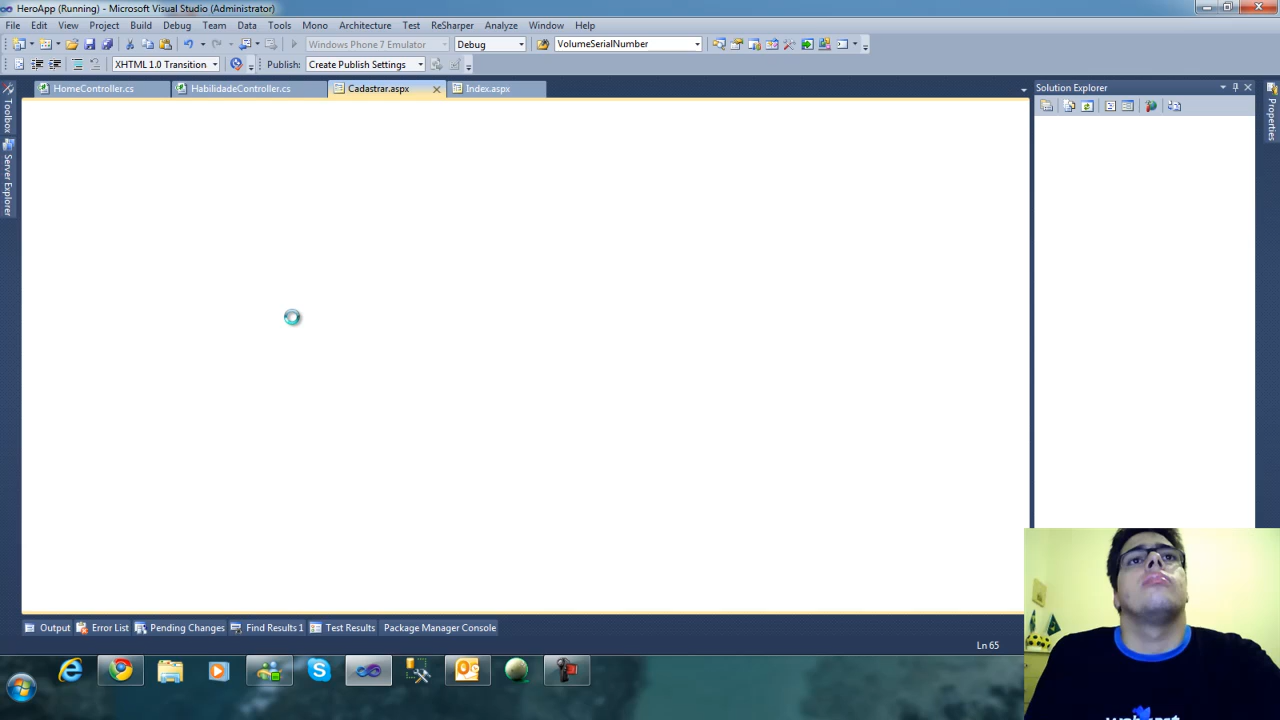 HeroApp (Running) - Microsoft Visual Studio (Administrator)
File Edit View Project Build Debug Team Data Tools Mono Architecture Test ReSharper Analyze Window Help
Windows Phone 7 Emulator Debug VolumeSerialNumber
XHTML 1.0 Transition Publish: Create Publish Settings
HomeController.cs HabilidadeController.cs Cadastrar.aspx Index.aspx
Solution Explorer
Toolbox
Server Explorer
Properties
Output Error List Pending Changes Find Results 1 Test Results Package Manager Console
Ln 65